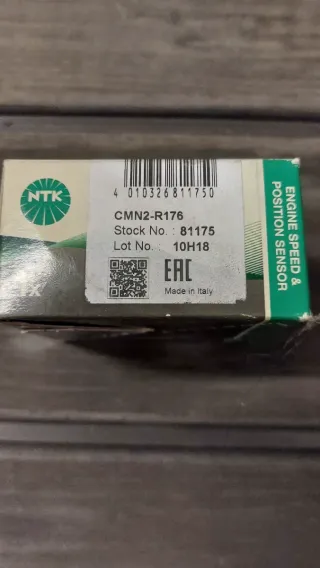 NTK
4 010326 811750
CMN2-R176
Stock No. : 81175
Lot No. : 10H18
EAC
Made in Italy
ENGINE SPEED &
POSITION SENSOR